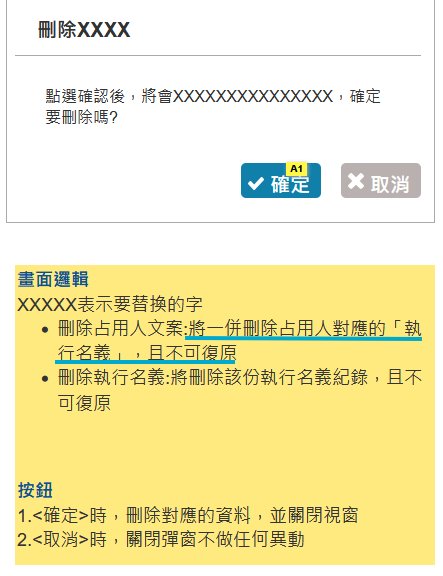 刪除XXXX
點選確認後，將會XXXXXXXXXXXXXXX，確定
要刪除嗎?
A1
確定
取消
畫面邏輯
XXXXX表示要替換的字
• 刪除占用人文案:將一併刪除占用人對應的「執
行名義」，且不可復原
• 刪除執行名義:將刪除該份執行名義紀錄，且不
可復原
按鈕
1.<確定>時，刪除對應的資料，並關閉視窗
2.<取消>時，關閉彈窗不做任何異動